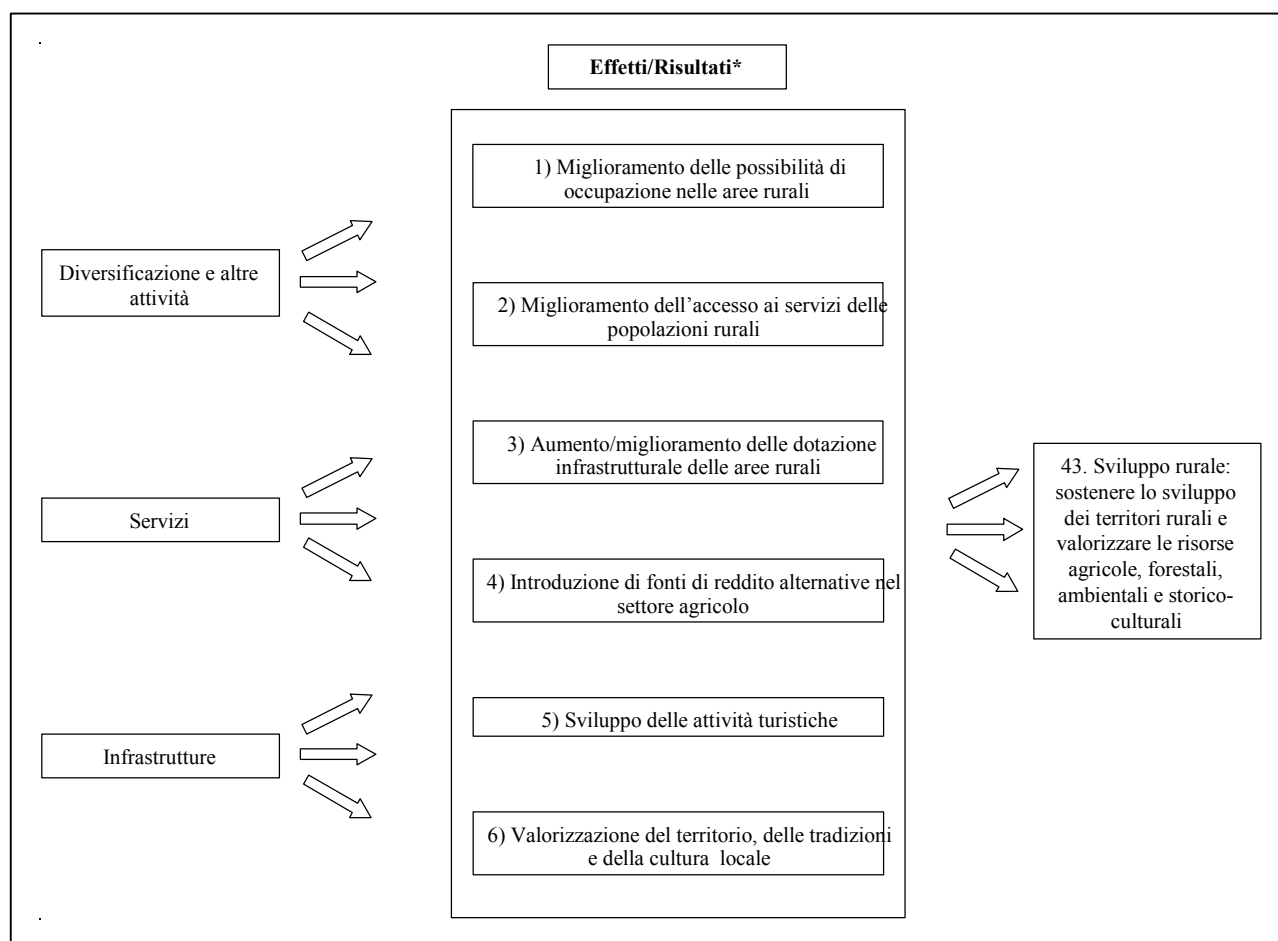 Effetti/Risultati*
1) Miglioramento delle possibilità di
occupazione nelle aree rurali
Diversificazione e altre
attività
2) Miglioramento dell’accesso ai servizi delle
popolazioni rurali
3) Aumento/miglioramento delle dotazione
infrastrutturale delle aree rurali
Servizi
4) Introduzione di fonti di reddito alternative nel
settore agricolo
43. Sviluppo rurale:
sostenere lo sviluppo
dei territori rurali e
valorizzare le risorse
agricole, forestali,
ambientali e storico-
culturali
5) Sviluppo delle attività turistiche
Infrastrutture
6) Valorizzazione del territorio, delle tradizioni
e della cultura locale